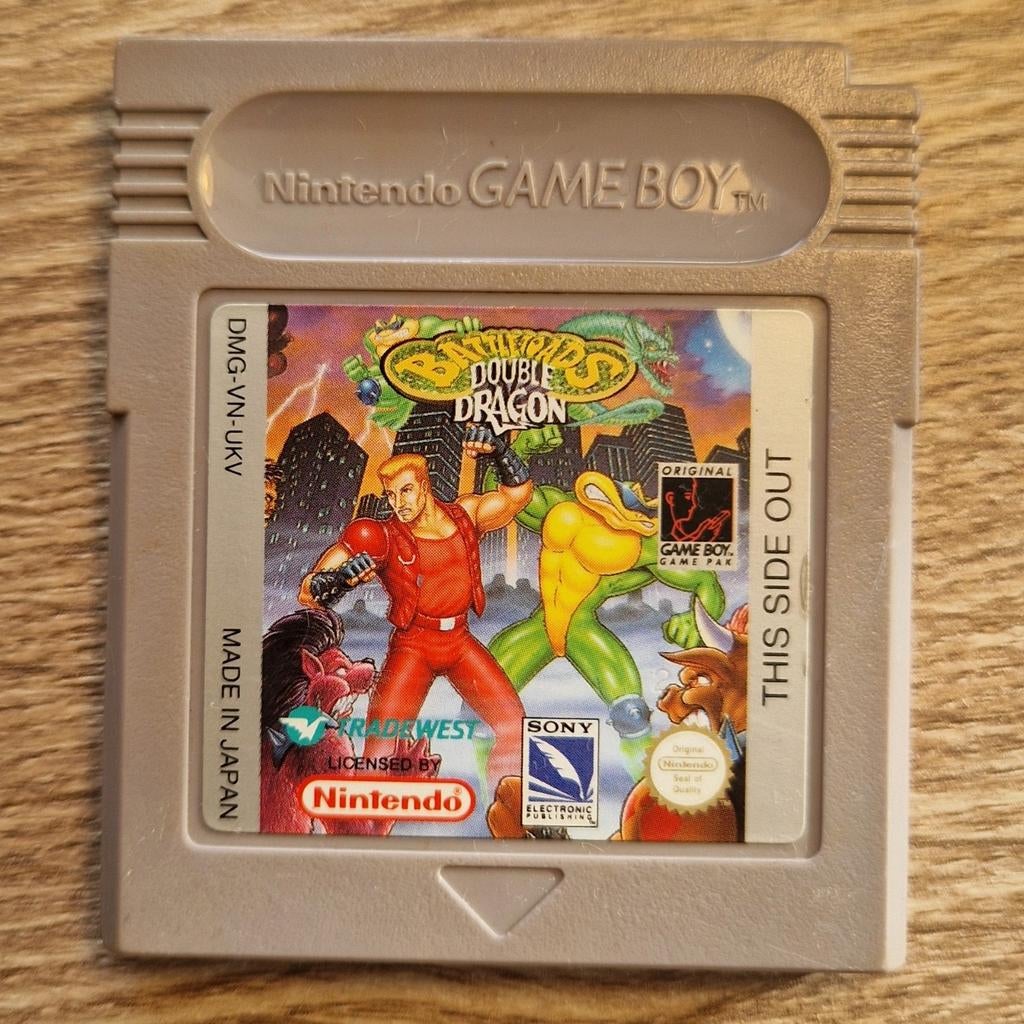 Nintendo GAME BOY TM
DMG-VN-UKV
MADE IN JAPAN
BATTLETOADS
DOUBLE
DRAGON
ORIGINAL
GAME BOY
GAME PAK
THIS SIDE OUT
TRADEWEST
LICENSED BY
Nintendo
SONY
ELECTRONIC
PUBLISHING
Original
Nintendo
Seal of
Quality